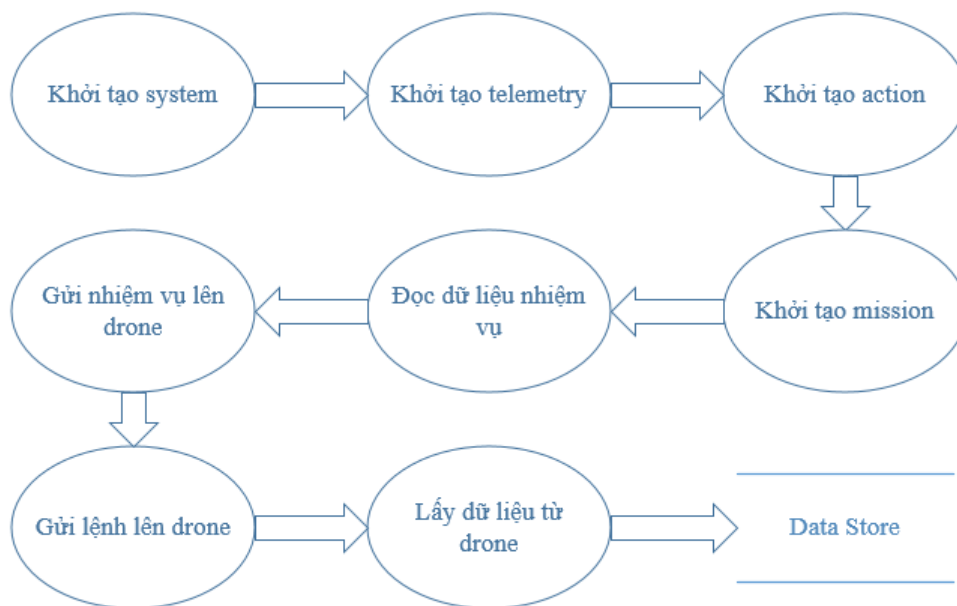 Khởi tạo system
Khởi tạo telemetry
Khởi tạo action
Khởi tạo mission
Đọc dữ liệu nhiệm
vụ
Gửi nhiệm vụ lên
drone
Gửi lệnh lên drone
Lấy dữ liệu từ
drone
Data Store